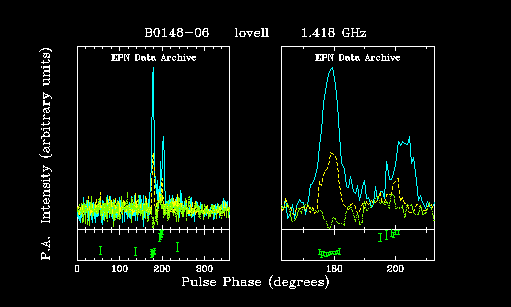 B0148-06 lovell 1.418 GHz
EPN Data Archive EPN Data Archive
P.A. Intensity (arbitrary units)
0 100 200 300 180 200
Pulse Phase (degrees)